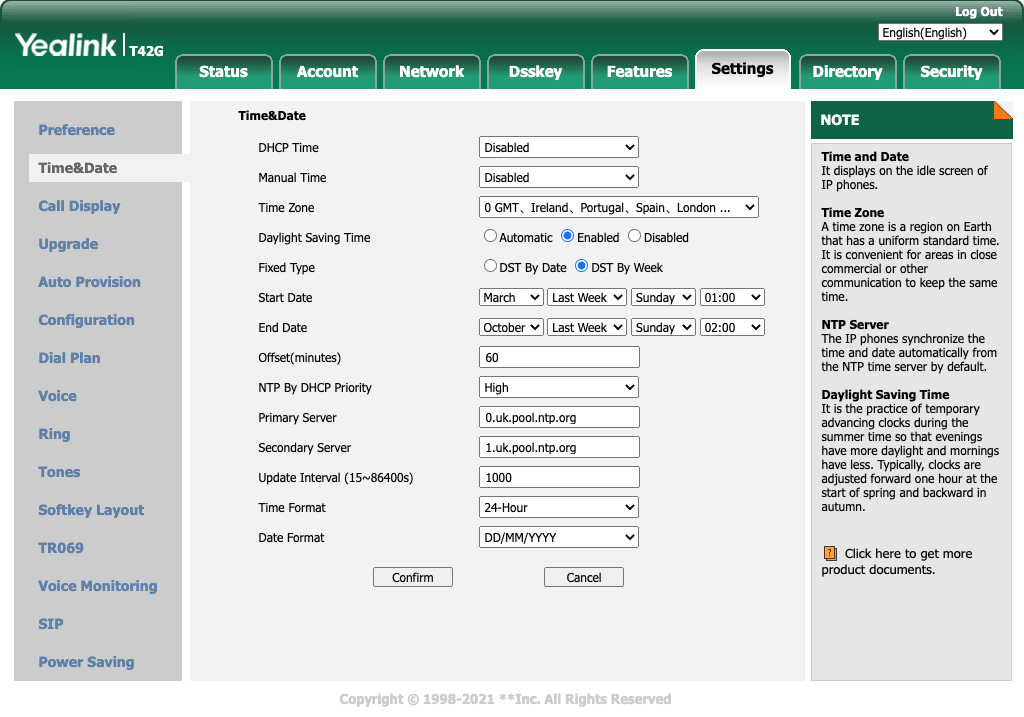 Log Out
English(English)
Yealink T42G
Status Account Network Dsskey Features Settings Directory Security
Preference
Time&Date
Call Display
Upgrade
Auto Provision
Configuration
Dial Plan
Voice
Ring
Tones
Softkey Layout
TR069
Voice Monitoring
SIP
Power Saving
Time&Date
DHCP Time Disabled
Manual Time Disabled
Time Zone 0 GMT、Ireland、Portugal、Spain、London ...
Daylight Saving Time Automatic Enabled Disabled
Fixed Type DST By Date DST By Week
Start Date March Last Week Sunday 01:00
End Date October Last Week Sunday 02:00
Offset(minutes) 60
NTP By DHCP Priority High
Primary Server 0.uk.pool.ntp.org
Secondary Server 1.uk.pool.ntp.org
Update Interval (15~86400s) 1000
Time Format 24-Hour
Date Format DD/MM/YYYY
Confirm Cancel
NOTE
Time and Date
It displays on the idle screen of
IP phones.
Time Zone
A time zone is a region on Earth
that has a uniform standard time.
It is convenient for areas in close
commercial or other
communication to keep the same
time.
NTP Server
The IP phones synchronize the
time and date automatically from
the NTP time server by default.
Daylight Saving Time
It is the practice of temporary
advancing clocks during the
summer time so that evenings
have more daylight and mornings
have less. Typically, clocks are
adjusted forward one hour at the
start of spring and backward in
autumn.
? Click here to get more
product documents.
Copyright © 1998-2021 **Inc. All Rights Reserved